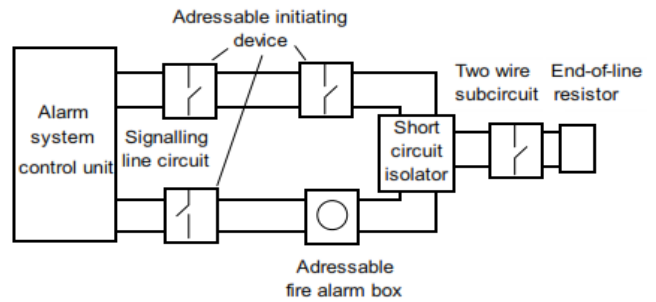 Adressable initiating
device
Two wire
subcircuit
End-of-line
resistor
Alarm
system
control unit
Signalling
line circuit
Short
circuit
isolator
Adressable
fire alarm box